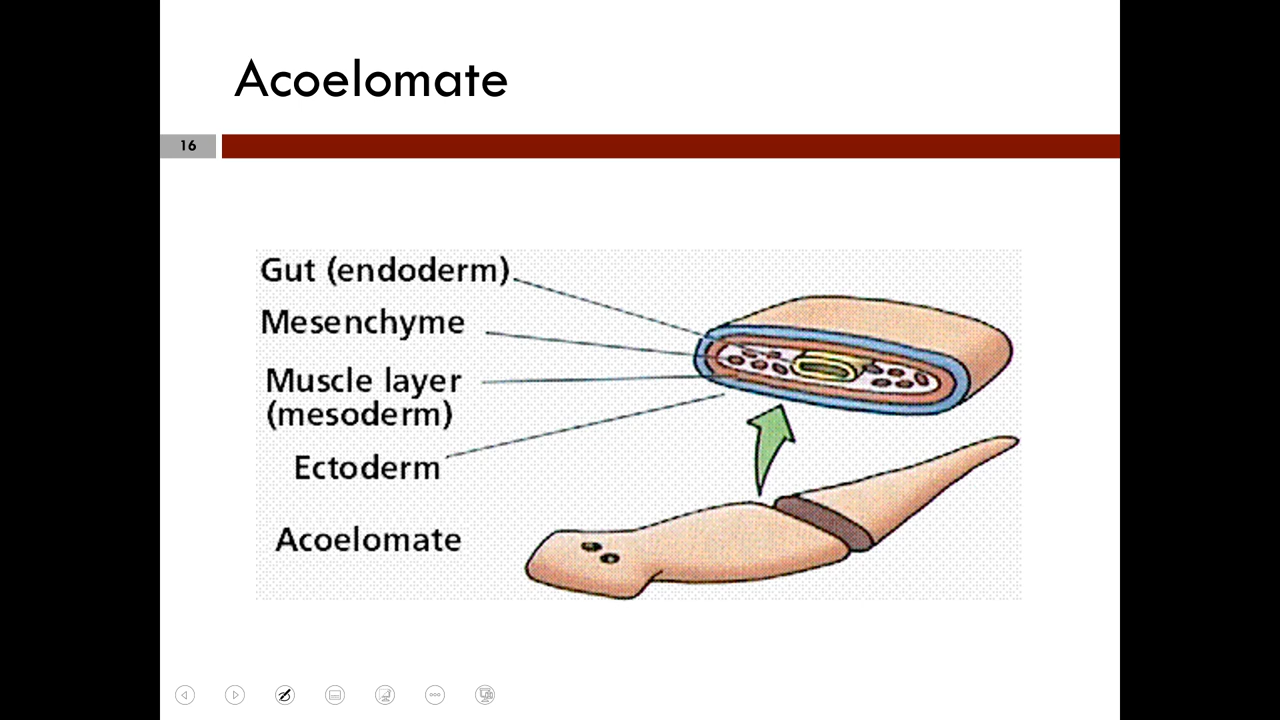 Acoelomate
16
Gut (endoderm)
Mesenchyme
Muscle layer
(mesoderm)
Ectoderm
Acoelomate